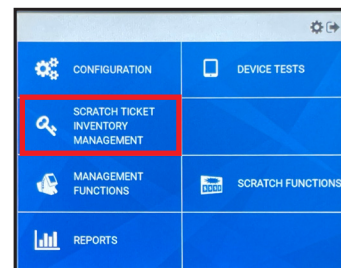 CONFIGURATION
DEVICE TESTS
SCRATCH TICKET
INVENTORY
MANAGEMENT
MANAGEMENT
FUNCTIONS
SCRATCH FUNCTIONS
REPORTS